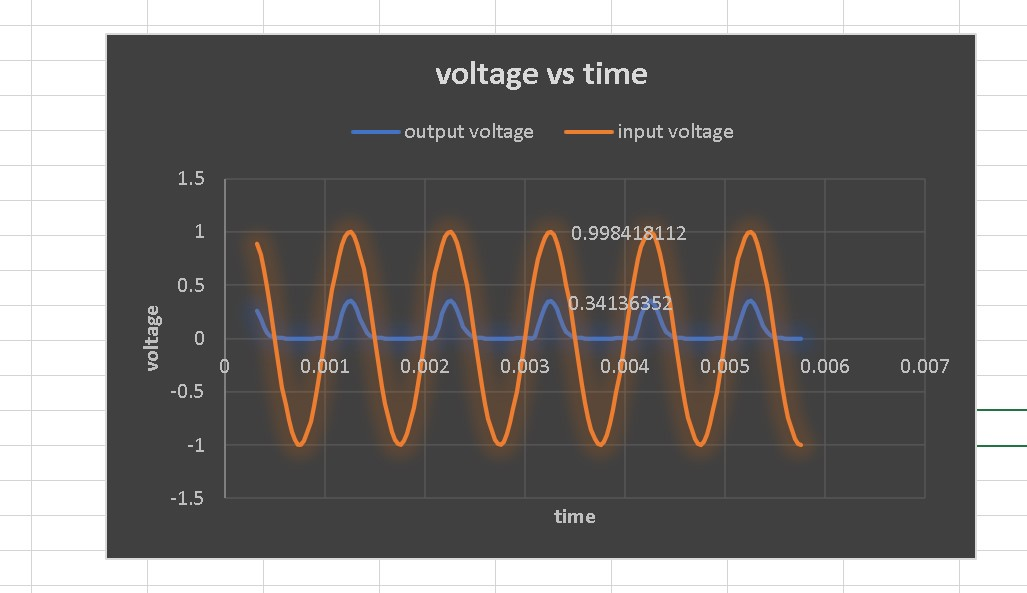 voltage vs time
output voltage input voltage
1.5
1
0.998418112
0.5
0.34136352
0
0 0.001 0.002 0.003 0.004 0.005 0.006 0.007
-0.5
-1
-1.5
voltage
time